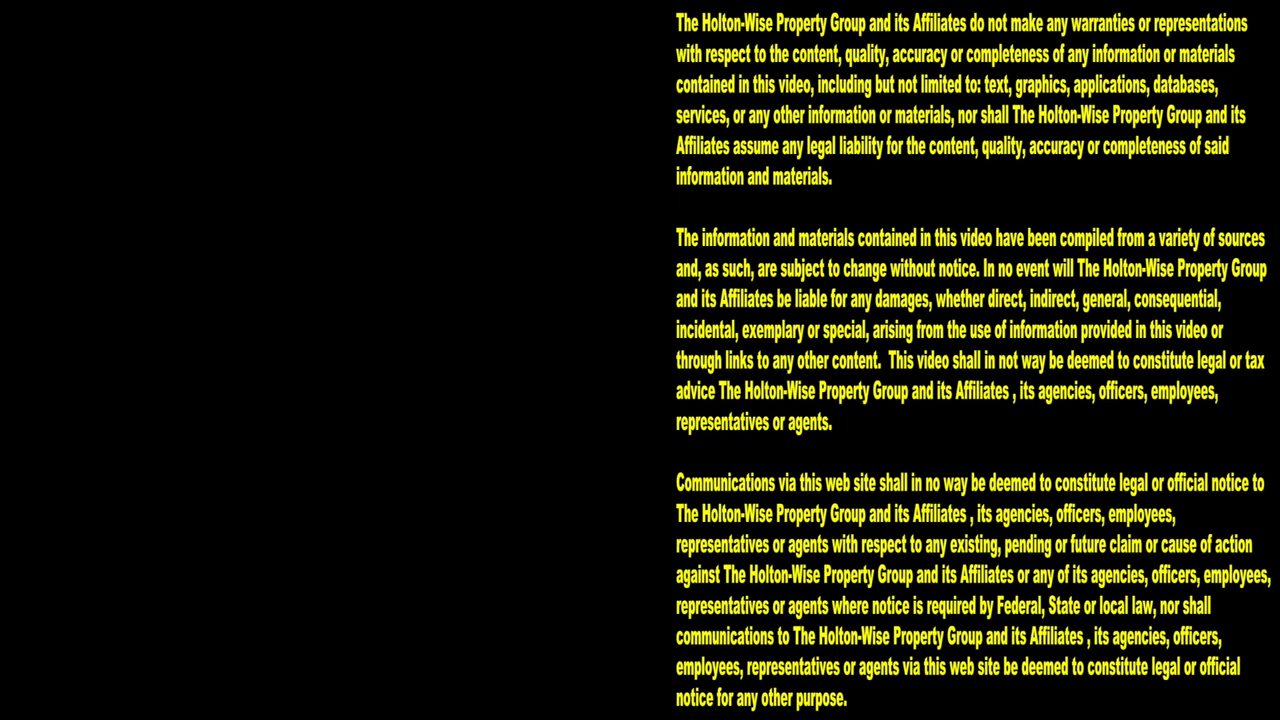 The Holton-Wise Property Group and its Affiliates do not make any warranties or representations
with respect to the content, quality, accuracy or completeness of any information or materials
contained in this video, including but not limited to: text, graphics, applications, databases,
services, or any other information or materials, nor shall The Holton-Wise Property Group and its
Affiliates assume any legal liability for the content, quality, accuracy or completeness of said
information and materials.
The information and materials contained in this video have been compiled from a variety of sources
and, as such, are subject to change without notice. In no event will The Holton-Wise Property Group
and its Affiliates be liable for any damages, whether direct, indirect, general, consequential,
incidental, exemplary or special, arising from the use of information provided in this video or
through links to any other content.  This video shall in not way be deemed to constitute legal or tax
advice The Holton-Wise Property Group and its Affiliates , its agencies, officers, employees,
representatives or agents.
Communications via this web site shall in no way be deemed to constitute legal or official notice to
The Holton-Wise Property Group and its Affiliates , its agencies, officers, employees,
representatives or agents with respect to any existing, pending or future claim or cause of action
against The Holton-Wise Property Group and its Affiliates or any of its agencies, officers, employees,
representatives or agents where notice is required by Federal, State or local law, nor shall
communications to The Holton-Wise Property Group and its Affiliates , its agencies, officers,
employees, representatives or agents via this web site be deemed to constitute legal or official
notice for any other purpose.